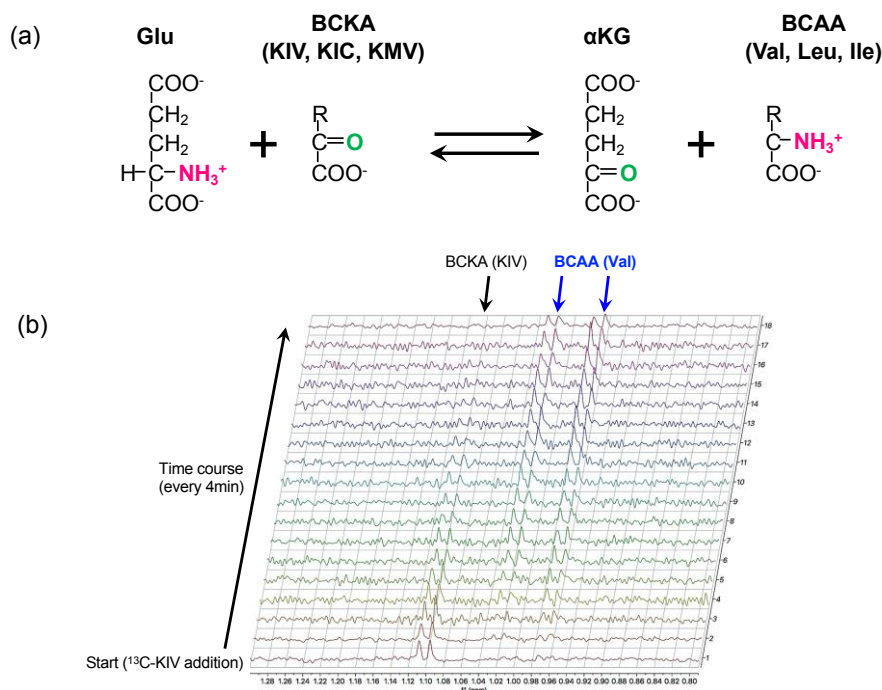 (a)
Glu
BCKA
(KIV, KIC, KMV)
αKG
BCAA
(Val, Leu, Ile)
COO-
CH2
CH2
H-C-NH3+
COO-
+
R
C=O
COO-
COO-
CH2
CH2
C=O
COO-
+
R
C-NH3+
COO-
(b)
BCKA (KIV)
BCAA (Val)
Time course
(every 4min)
Start (13C-KIV addition)
18
17
16
15
14
13
12
11
10
9
8
7
6
5
4
3
2
1
1.28 1.26 1.24 1.22 1.20 1.18 1.16 1.14 1.12 1.10 1.08 1.06 1.04 1.02 1.00 0.98 0.96 0.94 0.92 0.90 0.88 0.86 0.84 0.82 0.80